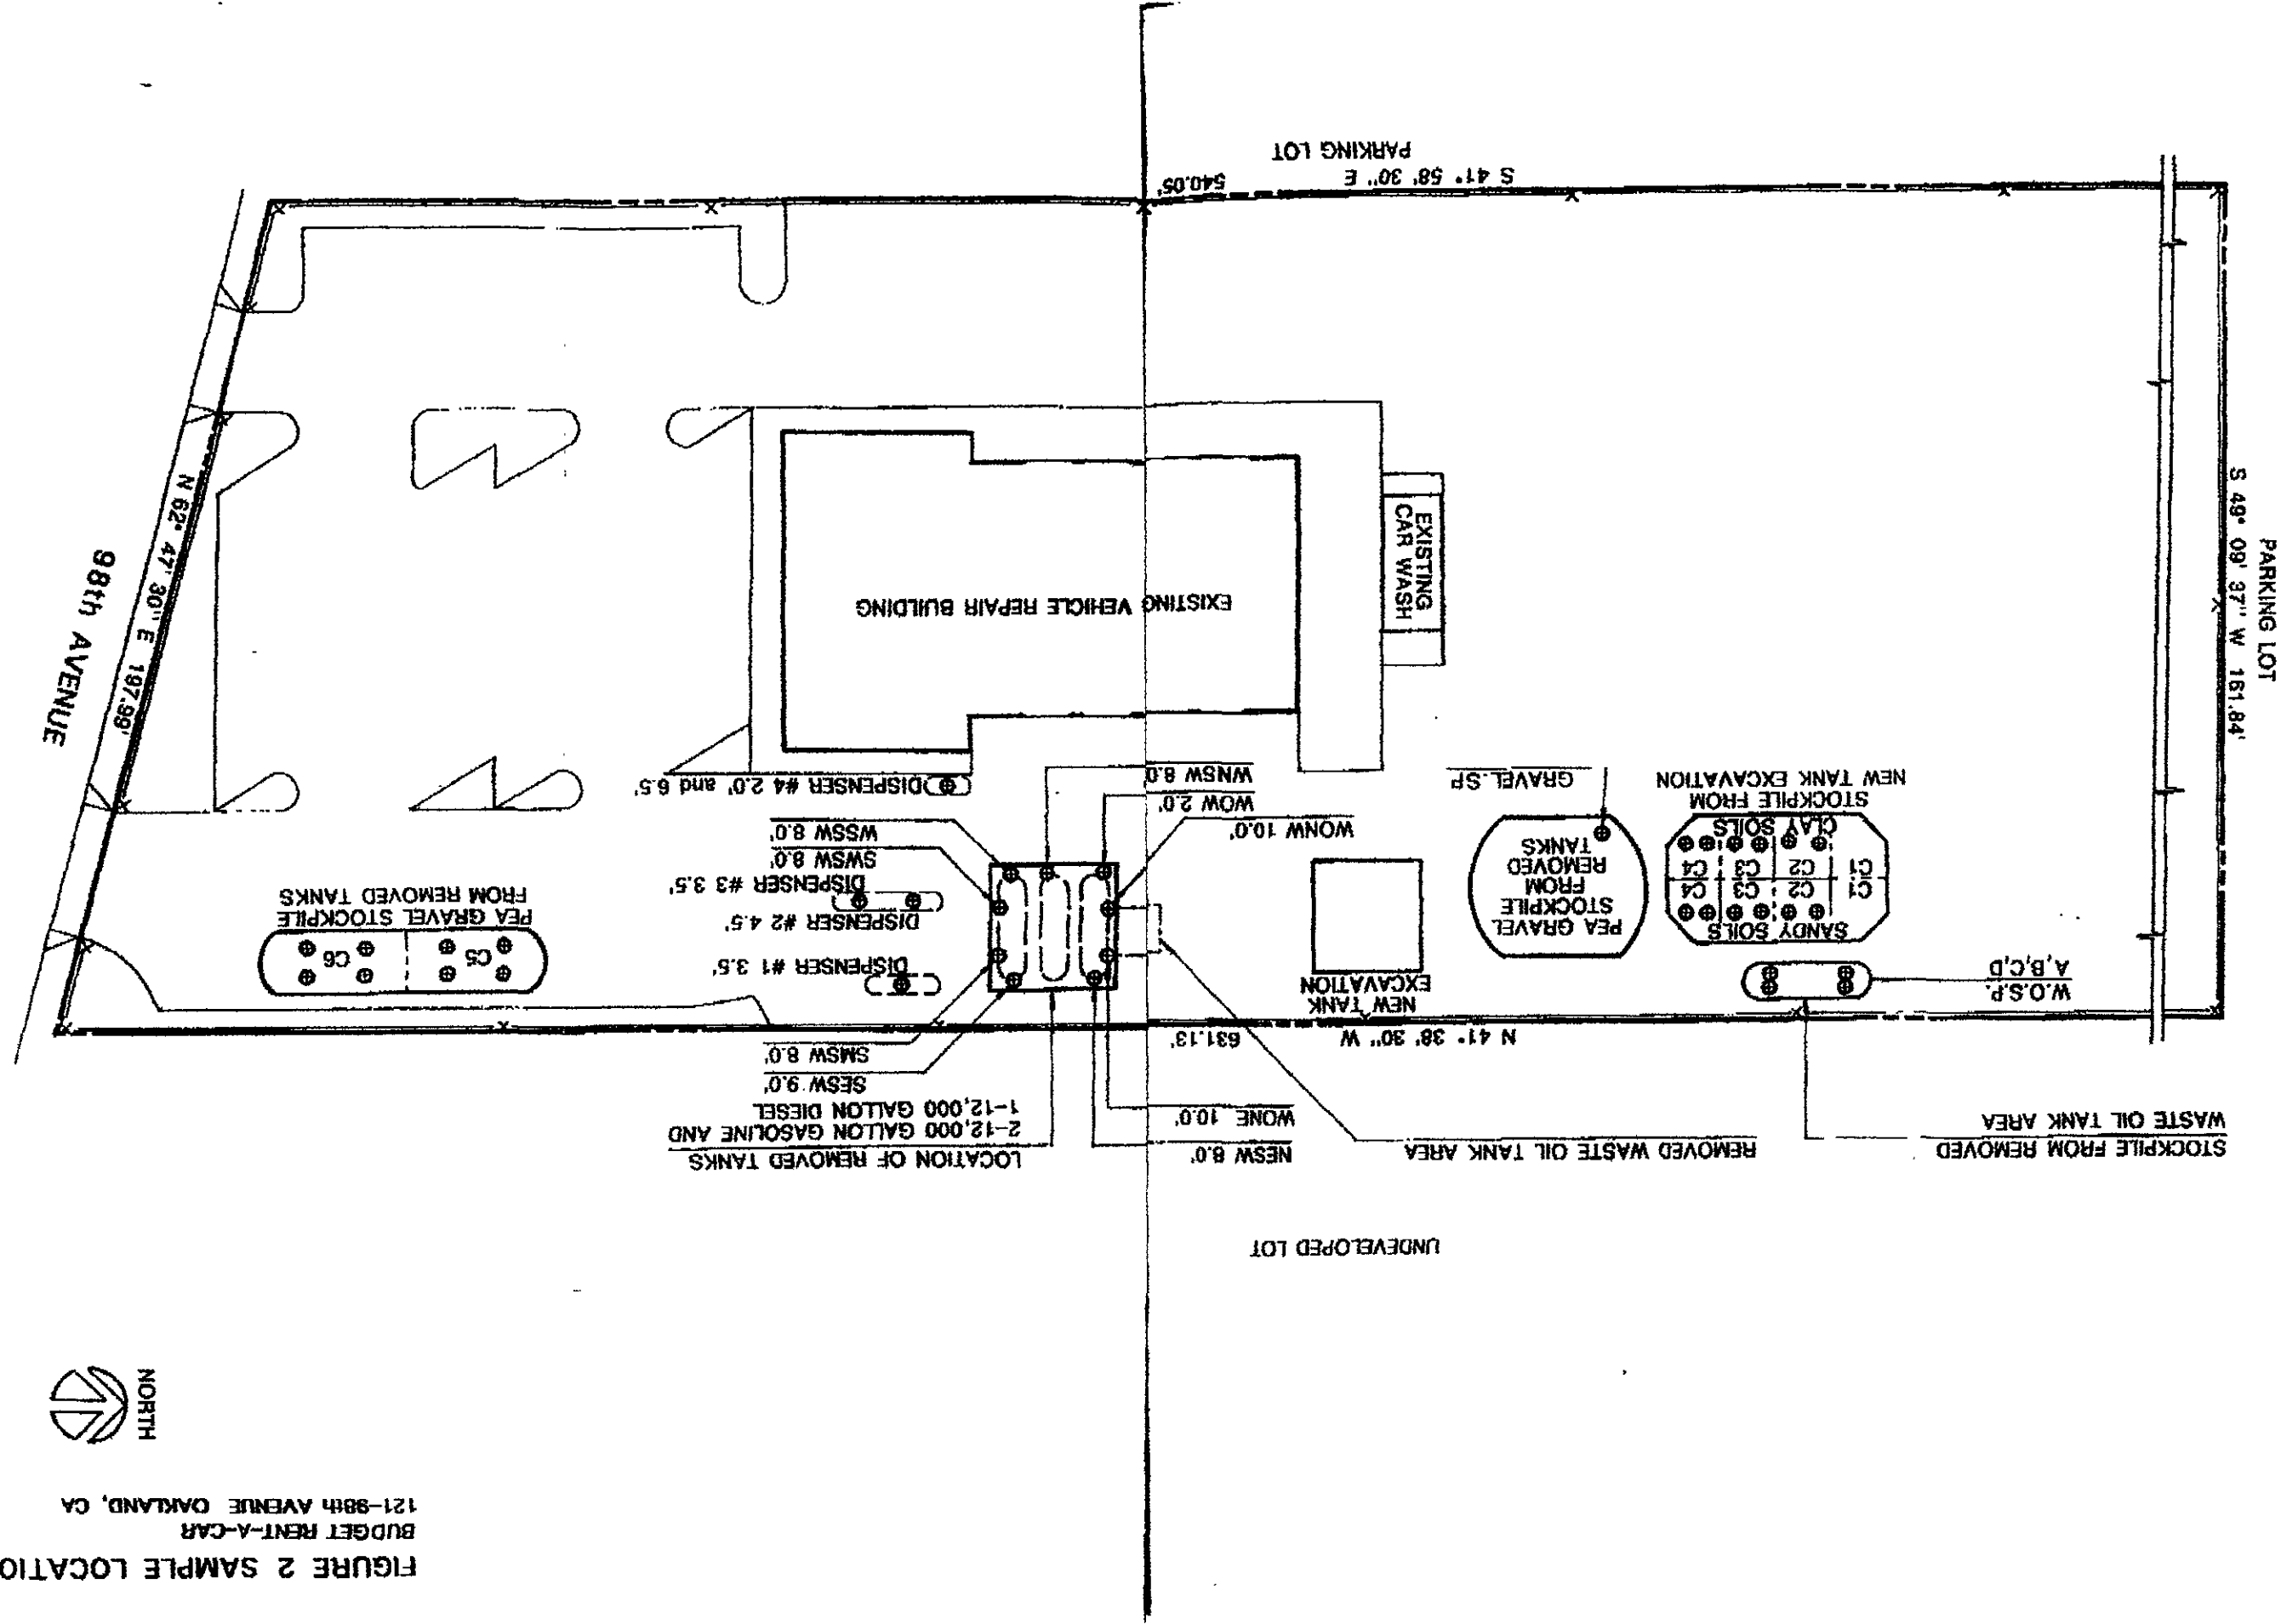 FIGURE 2 SAMPLE LOCATIO
BUDGET RENT-A-CAR
121-98th AVENUE OAKLAND, CA
NORTH
UNDEVELOPED LOT
STOCKPILE FROM REMOVED
WASTE OIL TANK AREA
REMOVED WASTE OIL TANK AREA
NESW 8.0'
WONE 10.0'
LOCATION OF REMOVED TANKS
2-12,000 GALLON GASOLINE AND
1-12,000 GALLON DIESEL
SESW 9.0'
SMSW 8.0'
N 41° 38' 30" W
631.13'
W.O.S.P.
A,B,C,D
NEW TANK
EXCAVATION
SANDY SOILS
C1 C2 C3 C4
C1 C2 C3 C4
CLAY SOILS
STOCKPILE FROM
NEW TANK EXCAVATION
PEA GRAVEL
STOCKPILE
FROM
REMOVED
TANKS
GRAVEL-SP
DISPENSER #1 3.5'
DISPENSER #2 4.5'
DISPENSER #3 3.5'
SWSW 8.0'
WSSW 8.0'
DISPENSER #4 2.0' and 6.5'
WONW 10.0'
WOW 2.0'
WNSW 8.0'
C5
C6
PEA GRAVEL STOCKPILE
FROM REMOVED TANKS
EXISTING VEHICLE REPAIR BUILDING
EXISTING
CAR WASH
98th AVENUE
N 62° 47' 30" E 197.99'
PARKING LOT
S 49° 09' 37" W 161.84'
S 41° 58' 30" E
540.05'
PARKING LOT